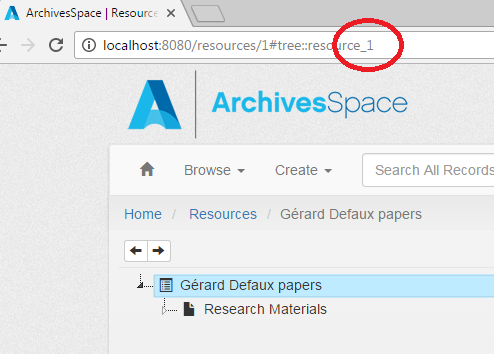 ArchivesSpace | Resource
localhost:8080/resources/1#tree::resource_1
ArchivesSpace
Browse Create Search All Records
Home / Resources / Gérard Defaux papers
Gérard Defaux papers
Research Materials